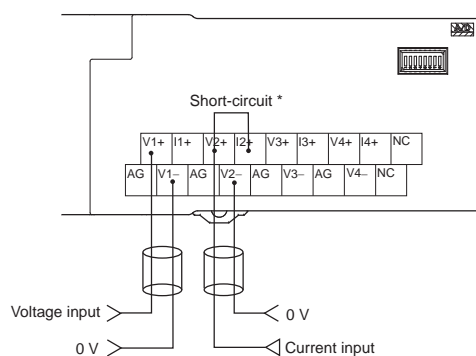 A/D
Short-circuit *
V1+ I1+ V2+ I2+ V3+ I3+ V4+ I4+ NC
AG V1– AG V2– AG V3– AG V4– NC
Voltage input
0 V
0 V
Current input